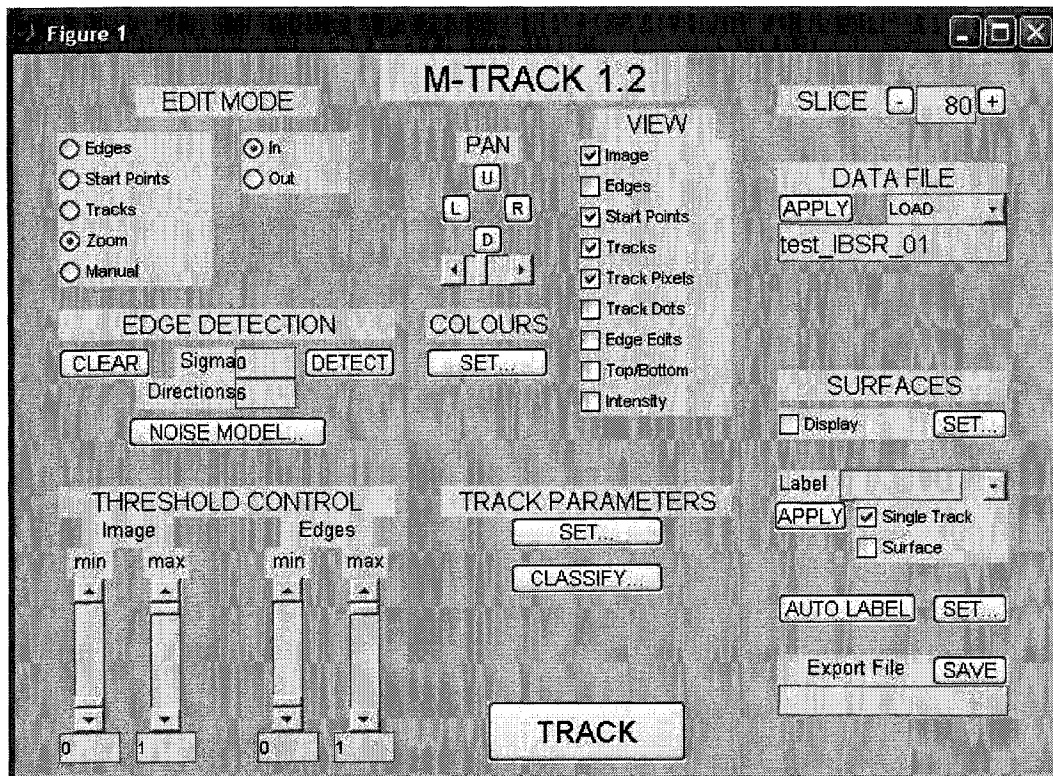 Figure 1
M-TRACK 1.2
EDIT MODE
Edges
Start Points
Tracks
Zoom
Manual
In
Out
PAN
U
L R
D
VIEW
Image
Edges
Start Points
Tracks
Track Pixels
Track Dots
Edge Edits
Top/Bottom
Intensity
SLICE - 80 +
DATA FILE
APPLY LOAD
test_IBSR_01
EDGE DETECTION
CLEAR Sigma 0 DETECT
Directions 6
NOISE MODEL...
COLOURS
SET...
SURFACES
Display SET...
Label
APPLY Single Track
Surface
AUTO LABEL SET...
Export File SAVE
THRESHOLD CONTROL
Image Edges
min max min max
0 1 0 1
TRACK PARAMETERS
SET...
CLASSIFY...
TRACK